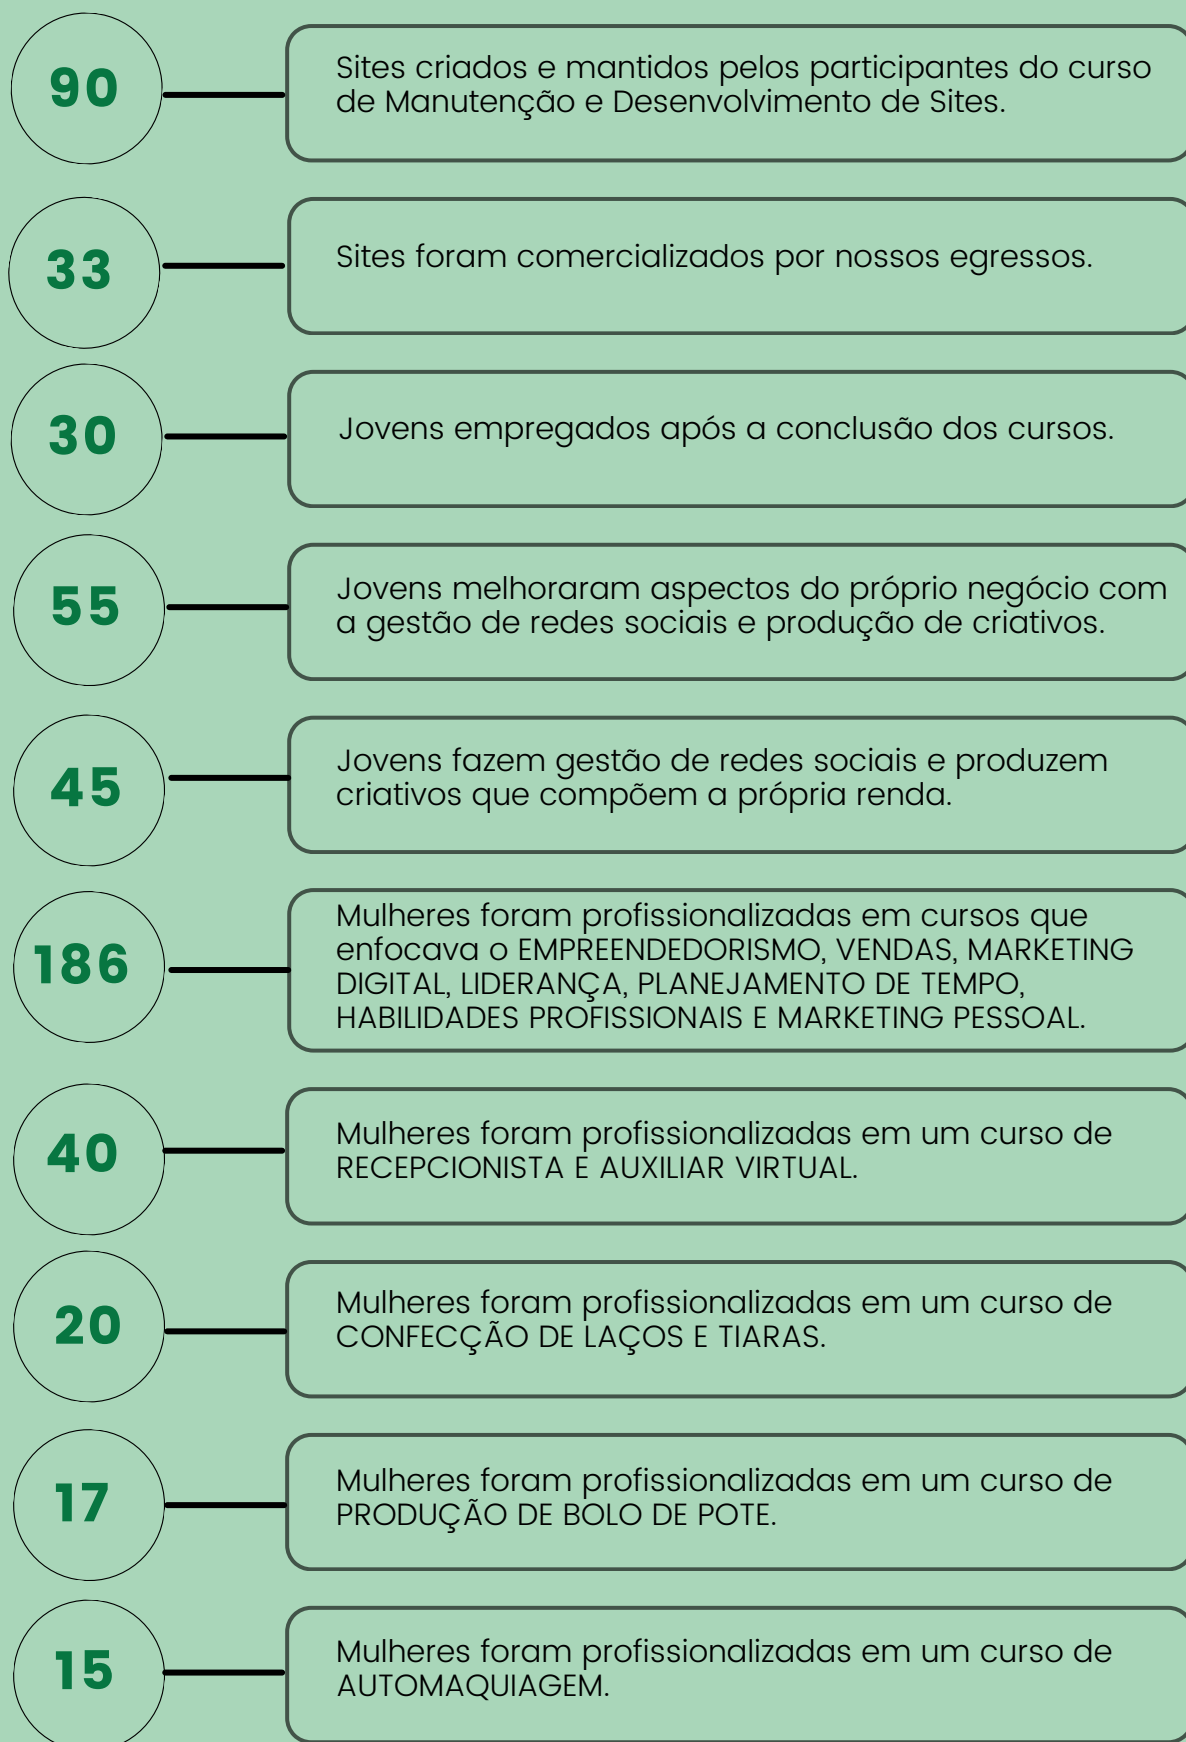 90
Sites criados e mantidos pelos participantes do curso
de Manutenção e Desenvolvimento de Sites.
33
Sites foram comercializados por nossos egressos.
30
Jovens empregados após a conclusão dos cursos.
55
Jovens melhoraram aspectos do próprio negócio com
a gestão de redes sociais e produção de criativos.
45
Jovens fazem gestão de redes sociais e produzem
criativos que compõem a própria renda.
186
Mulheres foram profissionalizadas em cursos que
enfocava o EMPREENDEDORISMO, VENDAS, MARKETING
DIGITAL, LIDERANÇA, PLANEJAMENTO DE TEMPO,
HABILIDADES PROFISSIONAIS E MARKETING PESSOAL.
40
Mulheres foram profissionalizadas em um curso de
RECEPCIONISTA E AUXILIAR VIRTUAL.
20
Mulheres foram profissionalizadas em um curso de
CONFECÇÃO DE LAÇOS E TIARAS.
17
Mulheres foram profissionalizadas em um curso de
PRODUÇÃO DE BOLO DE POTE.
15
Mulheres foram profissionalizadas em um curso de
AUTOMAQUIAGEM.